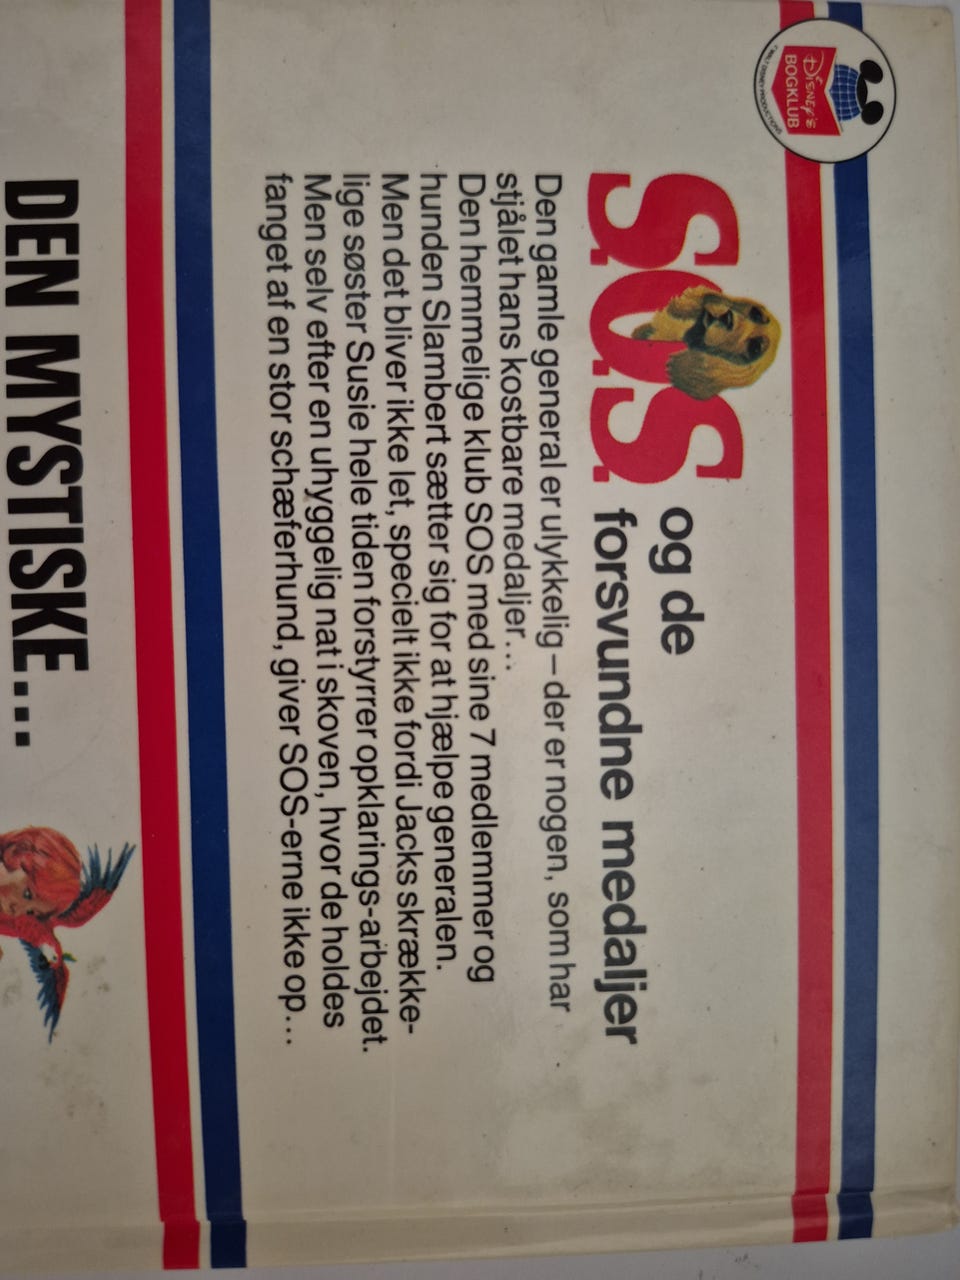 DISNEY'S
BOGKLUB
S.O.S.
og de
forsvundne medaljer
Den gamle general er ulykkelig – der er nogen, som har
stjålet hans kostbare medaljer...
Den hemmelige klub SOS med sine 7 medlemmer og
hunden Slambert sætter sig for at hjælpe generalen.
Men det bliver ikke let, specielt ikke fordi Jacks skrække-
lige søster Susie hele tiden forstyrrer opklarings-arbejdet.
Men selv efter en uhyggelig nat i skoven, hvor de holdes
fanget af en stor schæferhund, giver SOS-erne ikke op...
DEN MYSTISKE...